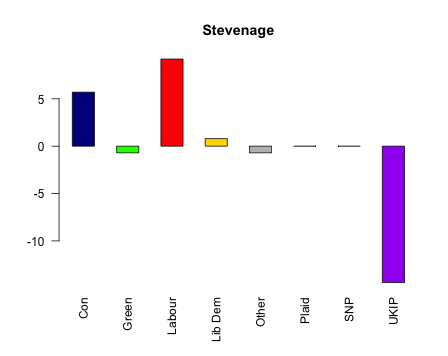 Stevenage
5
0
-5
-10
Con
Green
Labour
Lib Dem
Other
Plaid
SNP
UKIP